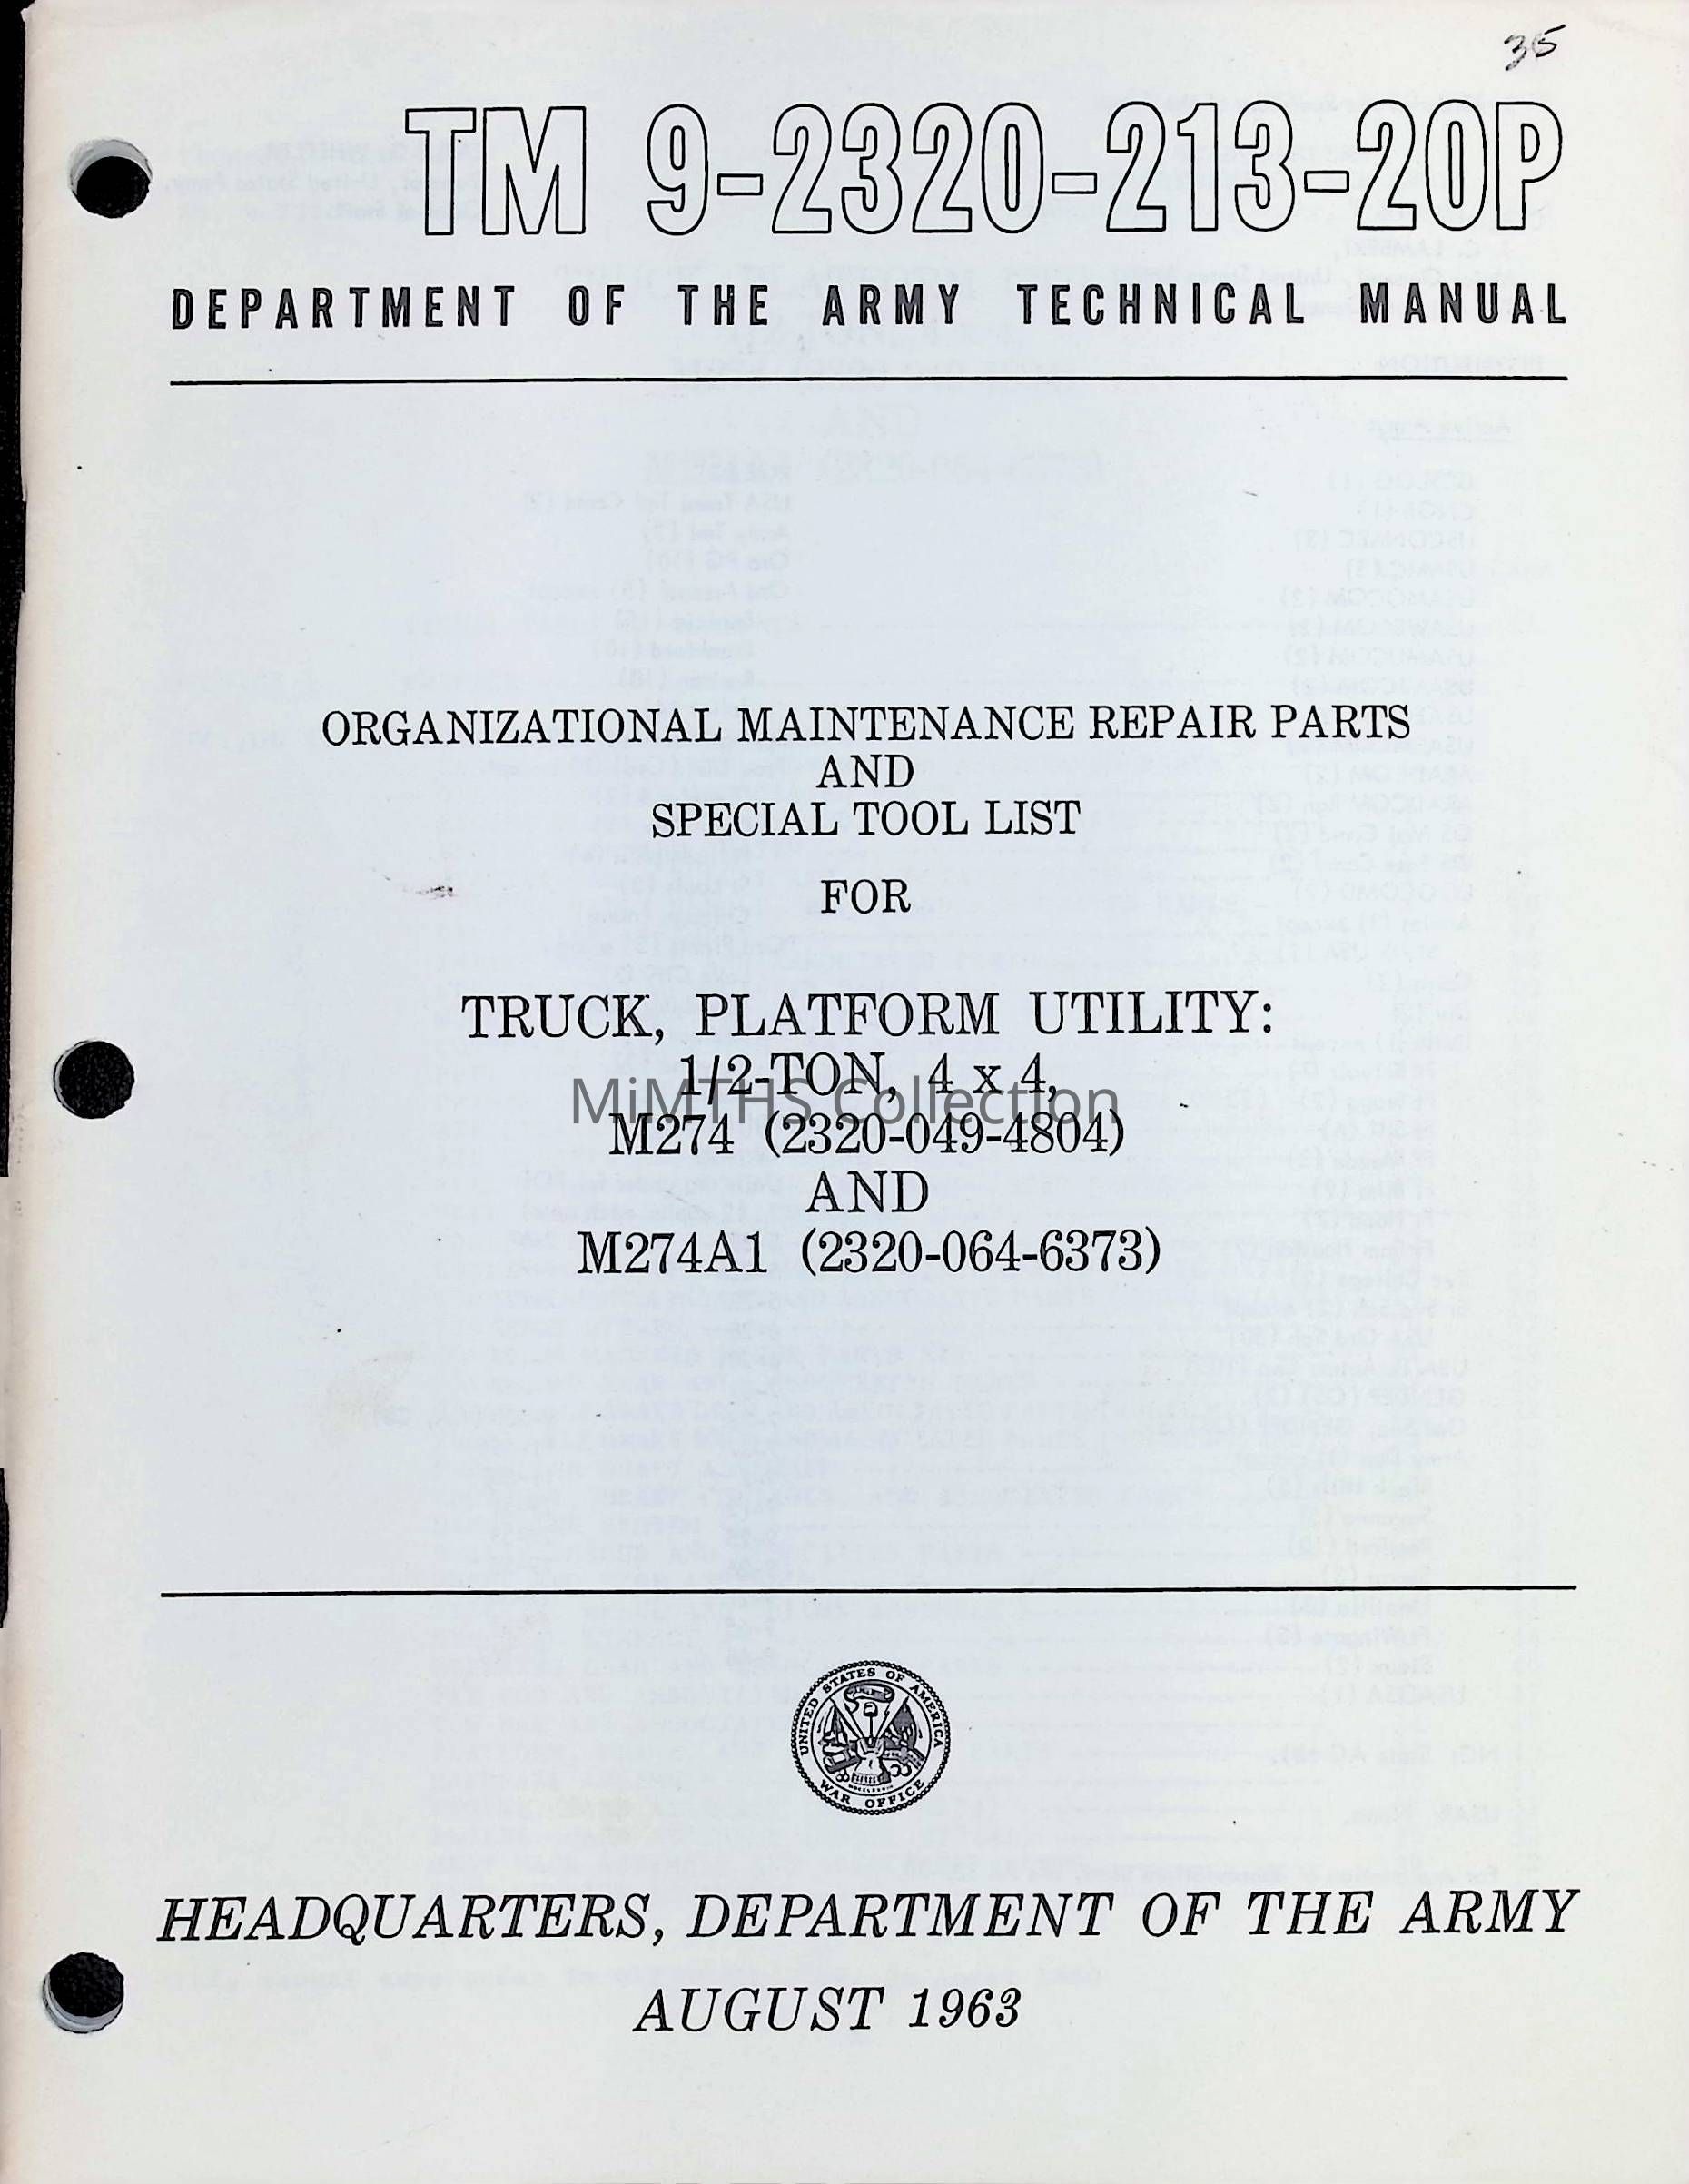 35
TM 9-2320-213-20P
DEPARTMENT OF THE ARMY TECHNICAL MANUAL
ORGANIZATIONAL MAINTENANCE REPAIR PARTS
AND
SPECIAL TOOL LIST
FOR
TRUCK, PLATFORM UTILITY:
1/2-TON, 4 x 4,
MiMTHS Collection
M274 (2320-049-4804)
AND
M274A1 (2320-064-6373)
UNITED STATES OF AMERICA
WAR OFFICE
HEADQUARTERS, DEPARTMENT OF THE ARMY
AUGUST 1963